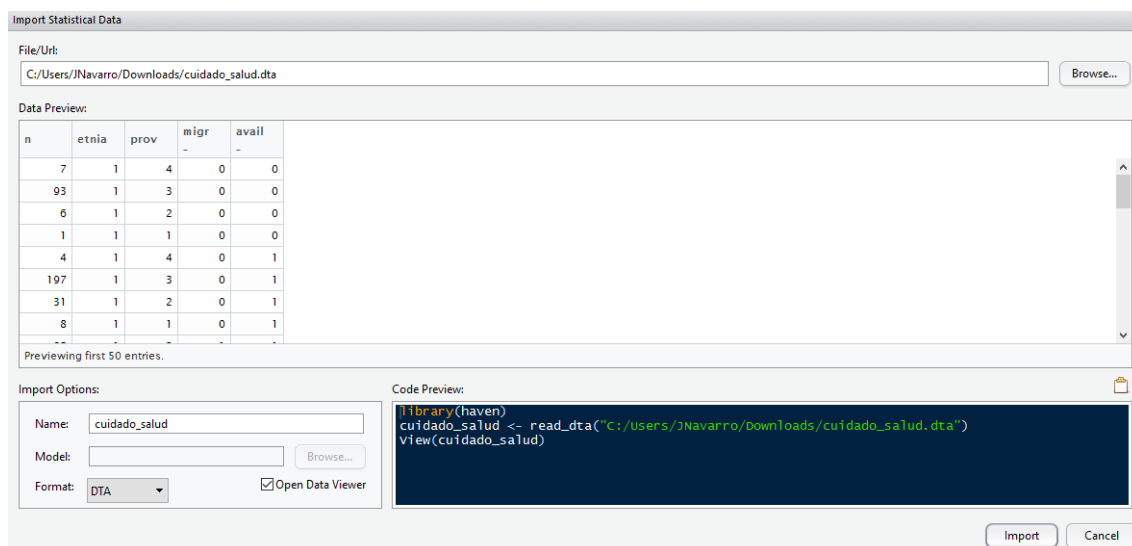 Import Statistical Data
File/Url:
C:/Users/JNavarro/Downloads/cuidado_salud.dta
Browse...
Data Preview:
n etnia prov migr avail
7 1 4 0 0
93 1 3 0 0
6 1 2 0 0
1 1 1 0 0
4 1 4 0 1
197 1 3 0 1
31 1 2 0 1
8 1 1 0 1
Previewing first 50 entries.
Import Options:
Name: cuidado_salud
Model: Browse...
Format: DTA Open Data Viewer
Code Preview:
library(haven)
cuidado_salud <- read_dta("C:/Users/JNavarro/Downloads/cuidado_salud.dta")
View(cuidado_salud)
Import Cancel